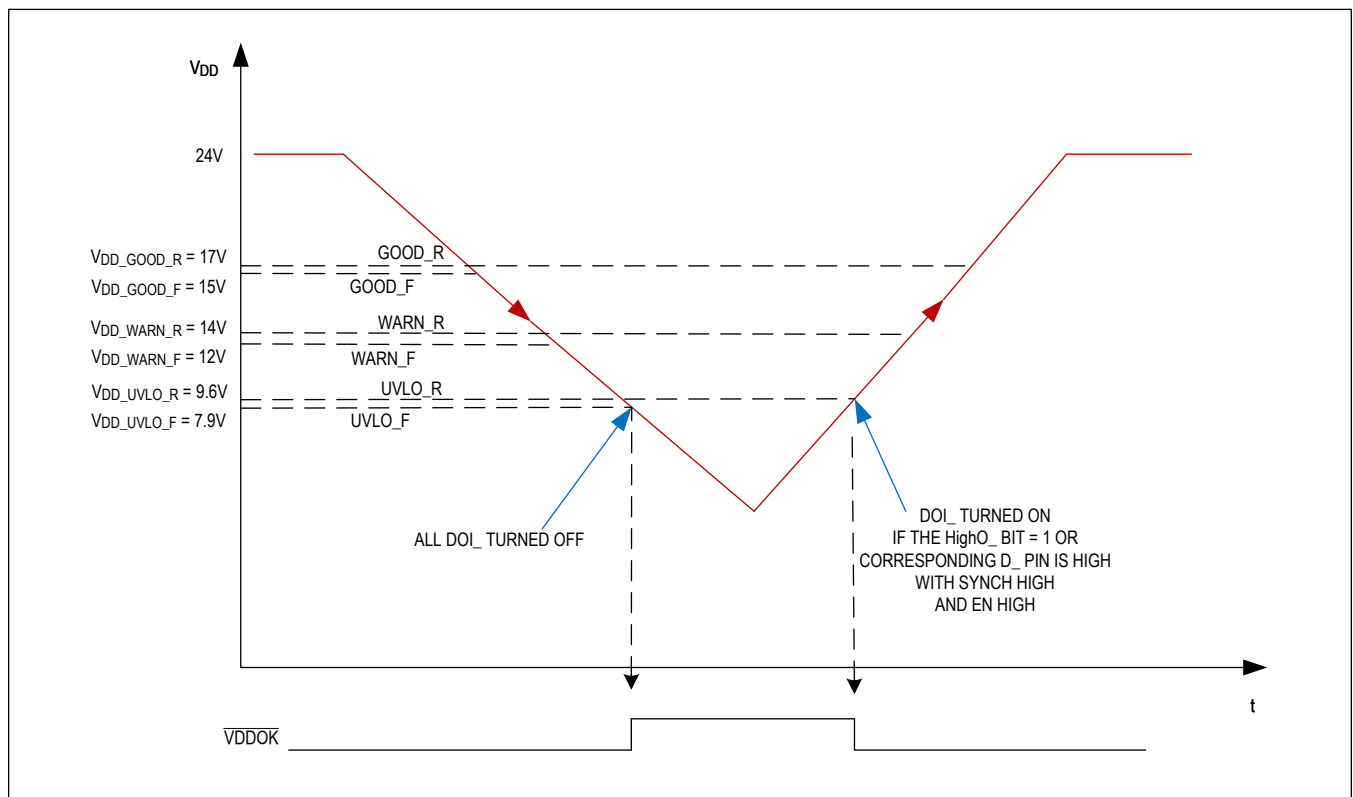 VDD
24V
VDD_GOOD_R = 17V
GOOD_R
VDD_GOOD_F = 15V
GOOD_F
VDD_WARN_R = 14V
WARN_R
VDD_WARN_F = 12V
WARN_F
VDD_UVLO_R = 9.6V
UVLO_R
VDD_UVLO_F = 7.9V
UVLO_F
ALL DOI_ TURNED OFF
DOI_ TURNED ON
IF THE HighO_ BIT = 1 OR
CORRESPONDING D_ PIN IS HIGH
WITH SYNCH HIGH
AND EN HIGH
t
VDDOK